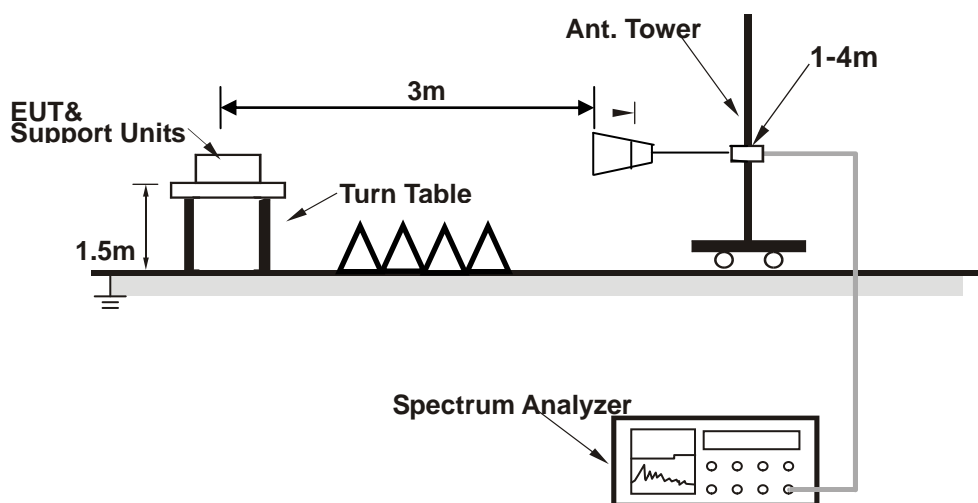 Ant. Tower
1-4m
3m
EUT&
Support Units
Turn Table
1.5m
Spectrum Analyzer